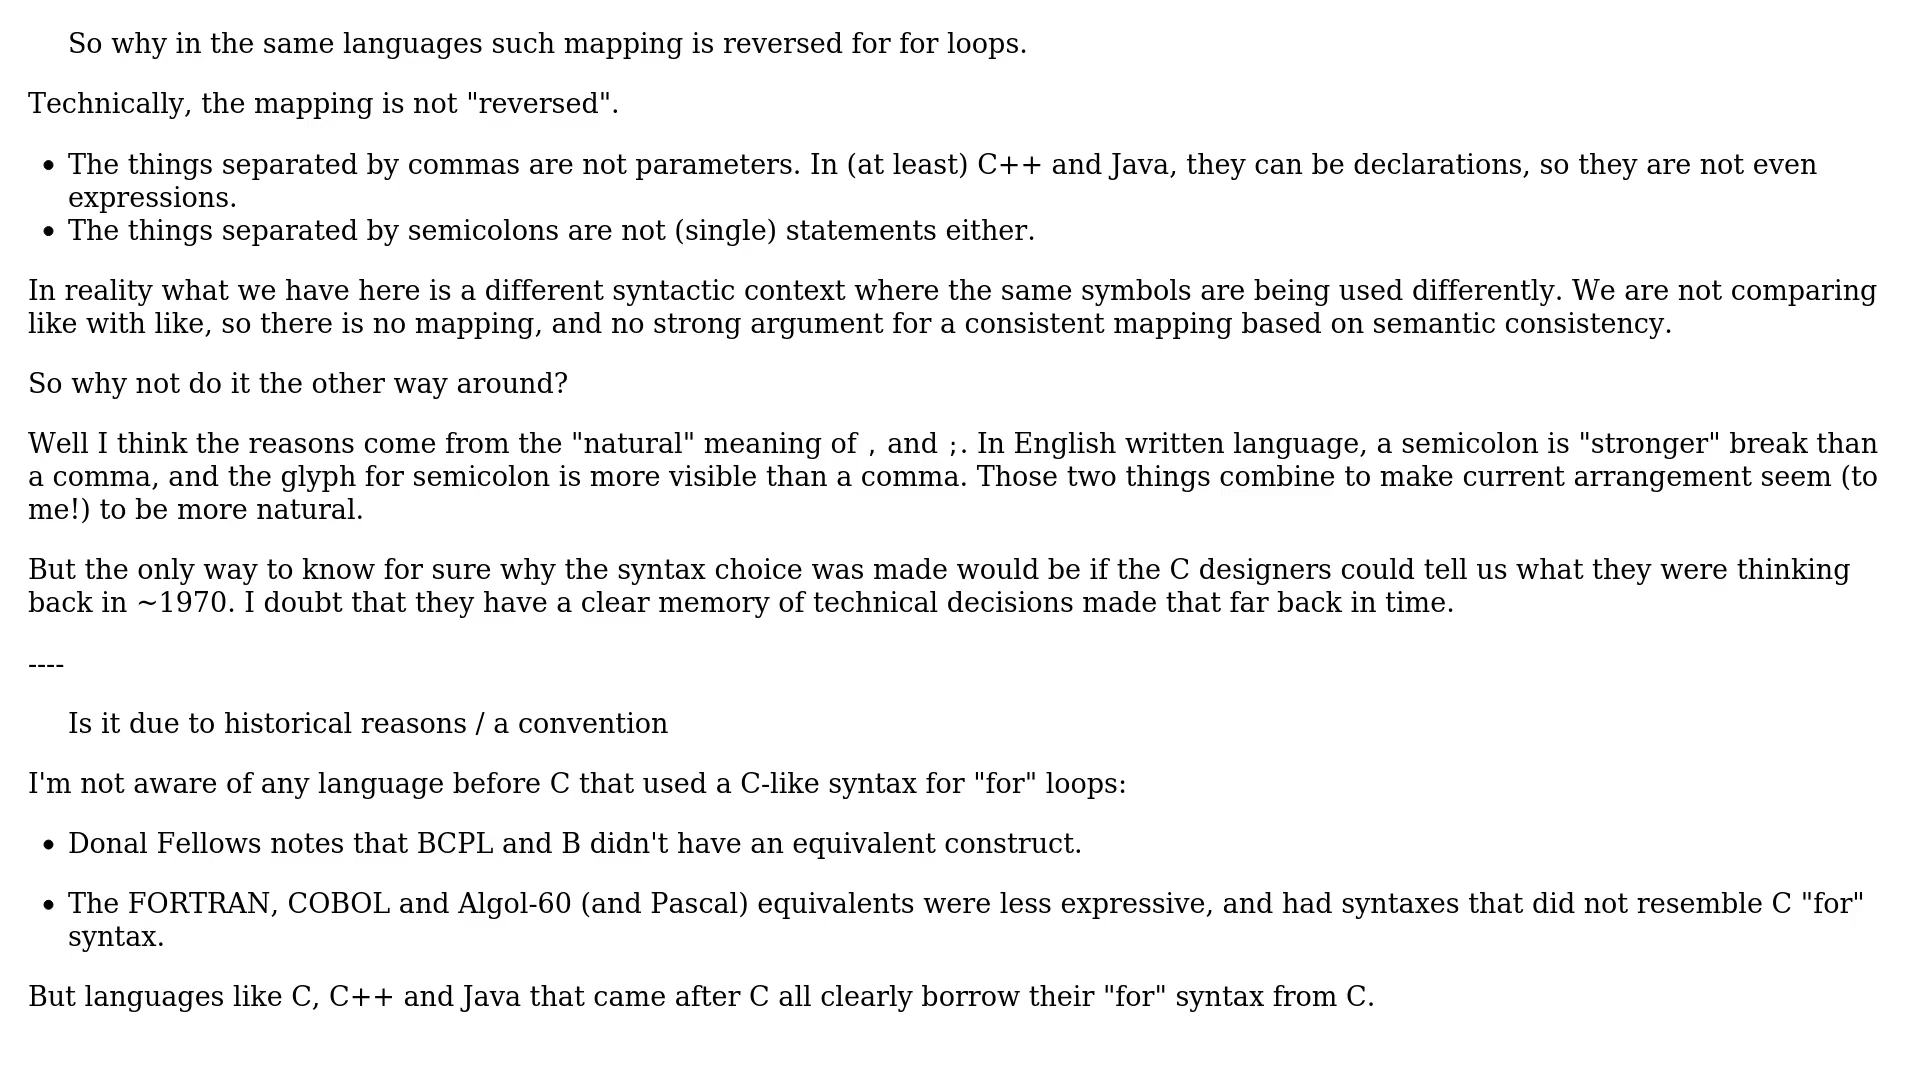 So why in the same languages such mapping is reversed for for loops.
Technically, the mapping is not "reversed".
• The things separated by commas are not parameters. In (at least) C++ and Java, they can be declarations, so they are not even
expressions.
• The things separated by semicolons are not (single) statements either.
In reality what we have here is a different syntactic context where the same symbols are being used differently. We are not comparing
like with like, so there is no mapping, and no strong argument for a consistent mapping based on semantic consistency.
So why not do it the other way around?
Well I think the reasons come from the "natural" meaning of , and ;. In English written language, a semicolon is "stronger" break than
a comma, and the glyph for semicolon is more visible than a comma. Those two things combine to make current arrangement seem (to
me!) to be more natural.
But the only way to know for sure why the syntax choice was made would be if the C designers could tell us what they were thinking
back in ~1970. I doubt that they have a clear memory of technical decisions made that far back in time.
----
Is it due to historical reasons / a convention
I'm not aware of any language before C that used a C-like syntax for "for" loops:
• Donal Fellows notes that BCPL and B didn't have an equivalent construct.
• The FORTRAN, COBOL and Algol-60 (and Pascal) equivalents were less expressive, and had syntaxes that did not resemble C "for"
syntax.
But languages like C, C++ and Java that came after C all clearly borrow their "for" syntax from C.